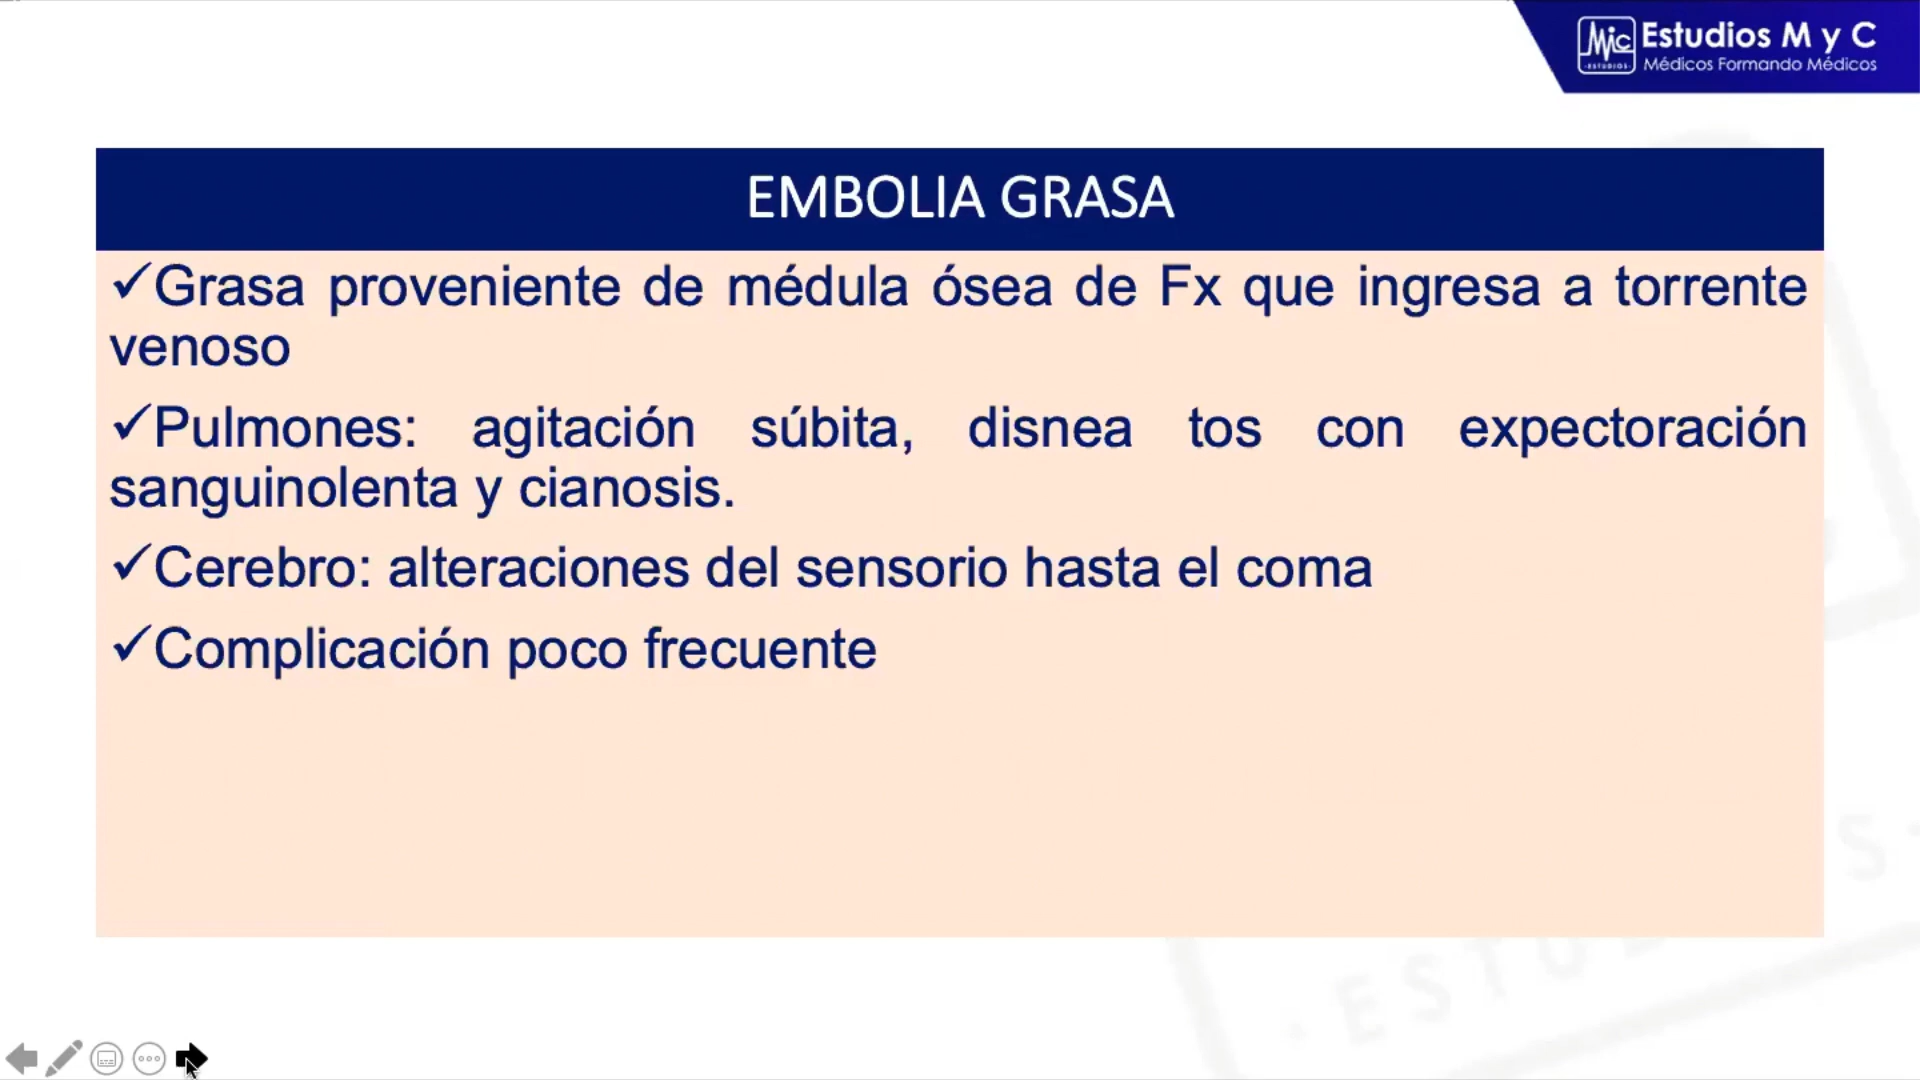 Estudios M y C
Médicos Formando Médicos
EMBOLIA GRASA
✓Grasa proveniente de médula ósea de Fx que ingresa a torrente
venoso
✓Pulmones: agitación súbita, disnea tos con expectoración
sanguinolenta y cianosis.
✓Cerebro: alteraciones del sensorio hasta el coma
✓Complicación poco frecuente